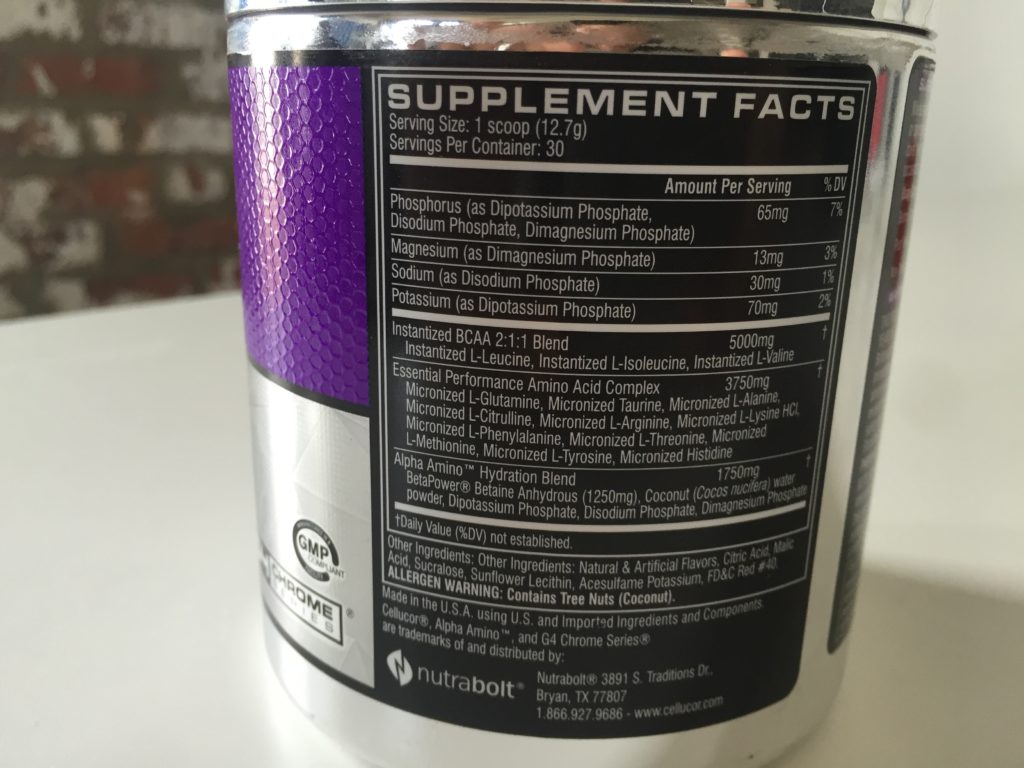 SUPPLEMENT FACTS
Serving Size: 1 scoop (12.7g)
Servings Per Container: 30
Amount Per Serving %DV
Phosphorus (as Dipotassium Phosphate, 65mg 7%
Disodium Phosphate, Dimagnesium Phosphate)
Magnesium (as Dimagnesium Phosphate) 13mg 3%
Sodium (as Disodium Phosphate) 30mg 1%
Potassium (as Dipotassium Phosphate) 70mg 2%
Instantized BCAA 2:1:1 Blend 5000mg †
Instantized L-Leucine, Instantized L-Isoleucine, Instantized L-Valine
Essential Performance Amino Acid Complex 3750mg †
Micronized L-Glutamine, Micronized Taurine, Micronized L-Alanine,
Micronized L-Citrulline, Micronized L-Arginine, Micronized L-Lysine HCl,
Micronized L-Phenylalanine, Micronized L-Threonine, Micronized
L-Methionine, Micronized L-Tyrosine, Micronized Histidine
Alpha Amino™ Hydration Blend 1750mg †
BetaPower® Betaine Anhydrous (1250mg), Coconut (Cocos nucifera) water
powder, Dipotassium Phosphate, Disodium Phosphate, Dimagnesium Phosphate
†Daily Value (%DV) not established.
Other Ingredients: Other Ingredients: Natural & Artificial Flavors, Citric Acid, Malic
Acid, Sucralose, Sunflower Lecithin, Acesulfame Potassium, FD&C Red #40.
ALLERGEN WARNING: Contains Tree Nuts (Coconut).
Made in the U.S.A. using U.S. and Imported Ingredients and Components.
Cellucor®, Alpha Amino™, and G4 Chrome Series®
are trademarks of and distributed by:
nutrabolt®
Nutrabolt® 3891 S. Traditions Dr.,
Bryan, TX 77807
1.866.927.9686 - www.cellucor.com
GMP
COMPLIANT
CHROME®